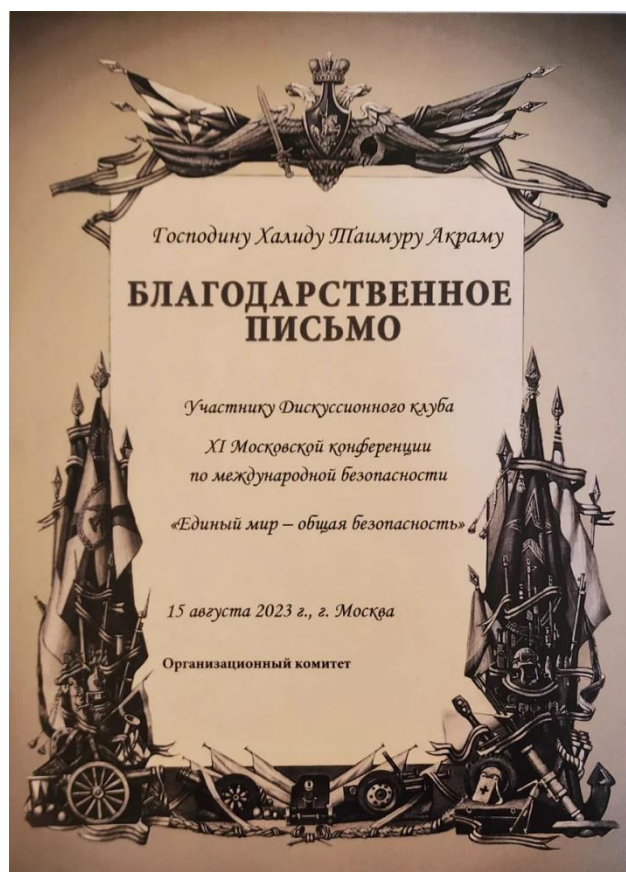 Господину Халиду Таимуру Акраму
БЛАГОДАРСТВЕННОЕ
ПИСЬМО
Участнику Дискуссионного клуба
XI Московской конференции
по международной безопасности
«Единый мир – общая безопасность»
15 августа 2023 г., г. Москва
Организационный комитет